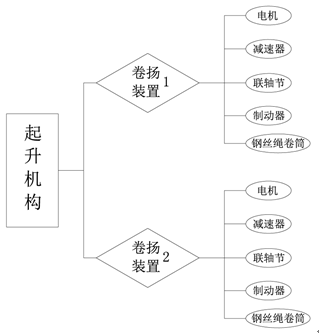 起升机构
卷扬装置1
电机
减速器
联轴节
制动器
钢丝绳卷筒
卷扬装置2
电机
减速器
联轴节
制动器
钢丝绳卷筒